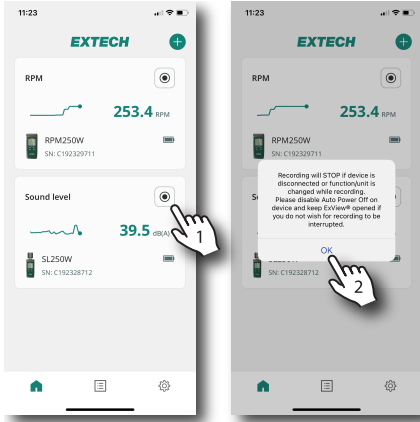 11:23
EXTECH
RPM
253.4 RPM
RPM250W
SN: C192329711
Sound level
39.5 dB(A)
1
SL250W
SN: C192328712
11:23
EXTECH
RPM
253.4 RPM
RPM250W
SN: C192329711
Recording will STOP if device is
disconnected or function/unit is
changed while recording.
Please disable Auto Power Off on
device and keep ExView® opened if
you do not wish for recording to be
interrupted.
OK
2
SN: C192328712